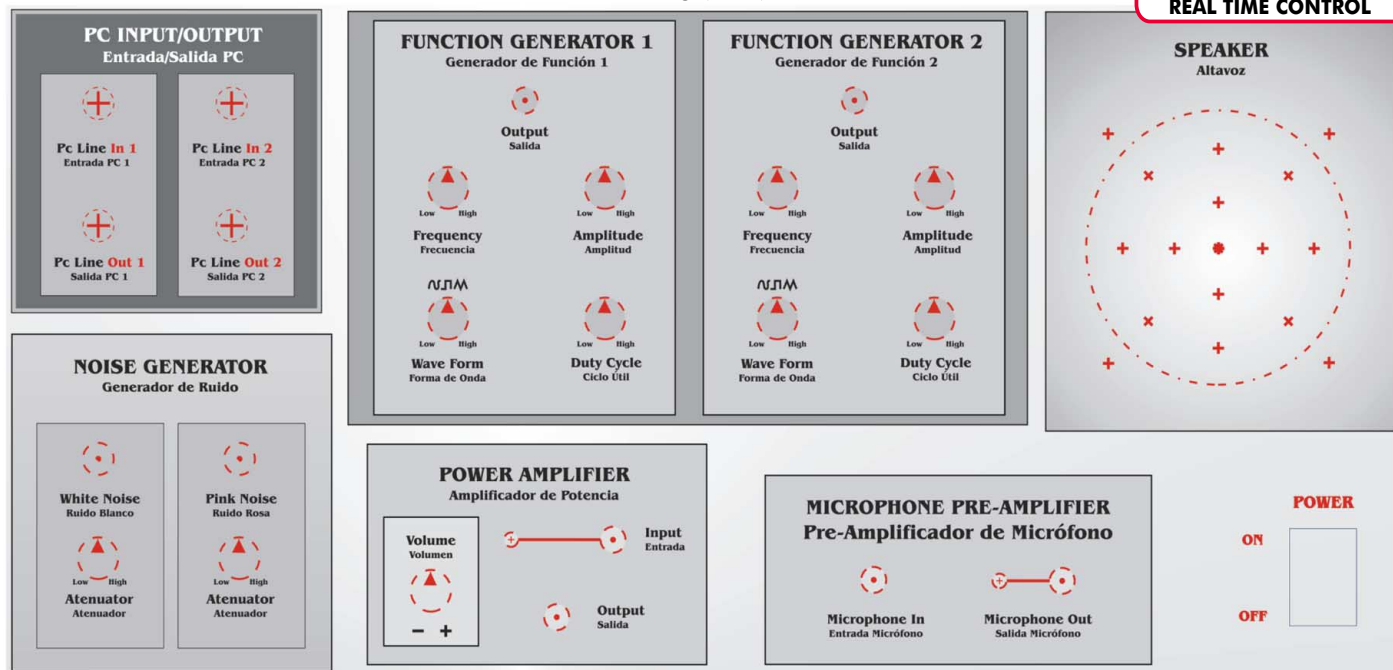 REAL TIME CONTROL
PC INPUT/OUTPUT
Entrada/Salida PC
Pc Line In 1
Entrada PC 1
Pc Line In 2
Entrada PC 2
Pc Line Out 1
Salida PC 1
Pc Line Out 2
Salida PC 2
FUNCTION GENERATOR 1
Generador de Función 1
Output
Salida
Low High
Frequency
Frecuencia
Low High
Amplitude
Amplitud
Low High
Wave Form
Forma de Onda
Low High
Duty Cycle
Ciclo Útil
FUNCTION GENERATOR 2
Generador de Función 2
Output
Salida
Low High
Frequency
Frecuencia
Low High
Amplitude
Amplitud
Low High
Wave Form
Forma de Onda
Low High
Duty Cycle
Ciclo Útil
SPEAKER
Altavoz
NOISE GENERATOR
Generador de Ruido
White Noise
Ruido Blanco
Low High
Atenuator
Atenuador
Pink Noise
Ruido Rosa
Low High
Atenuator
Atenuador
POWER AMPLIFIER
Amplificador de Potencia
Volume
Volumen
− +
Input
Entrada
Output
Salida
MICROPHONE PRE-AMPLIFIER
Pre-Amplificador de Micrófono
Microphone In
Entrada Micrófono
Microphone Out
Salida Micrófono
POWER
ON
OFF